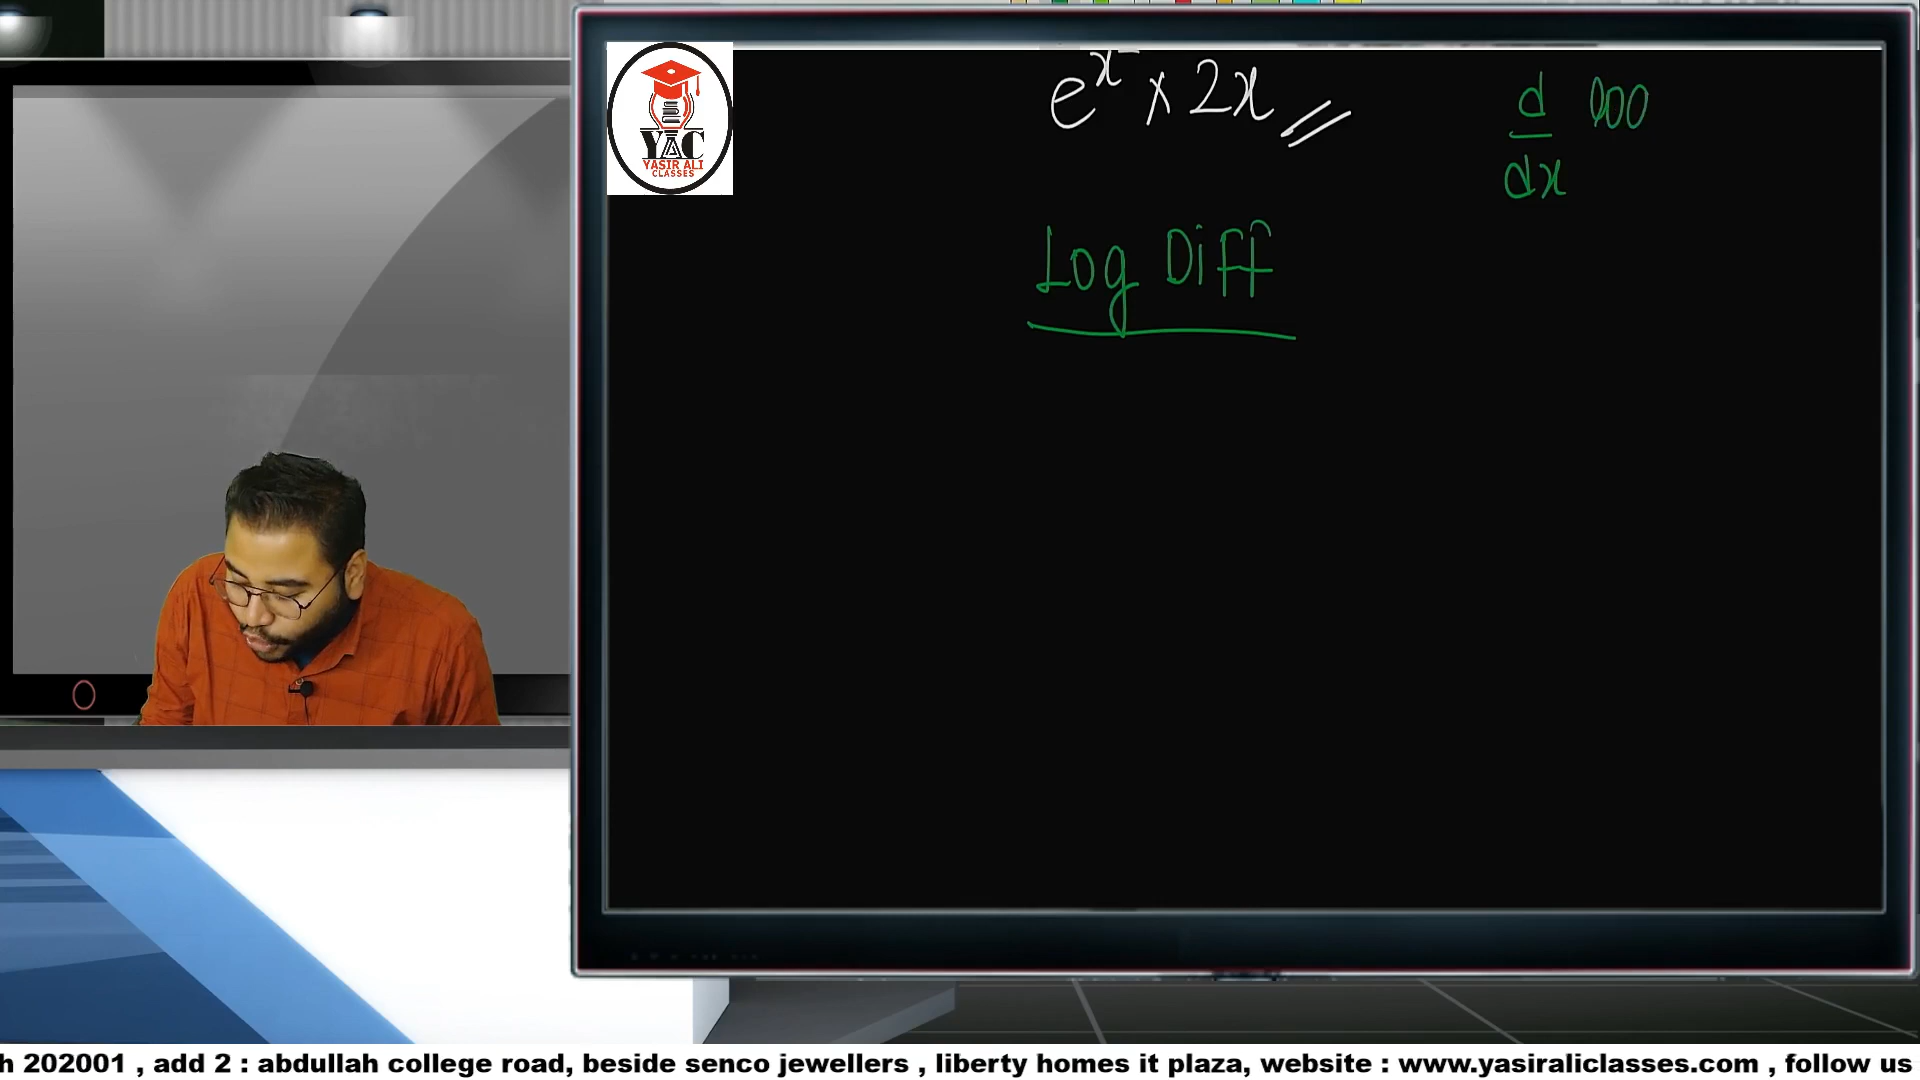 YAC
YASIR ALI
CLASSES
e^x² × 2x
d/dx 000
Log Diff
h 202001 , add 2 : abdullah college road, beside senco jewellers , liberty homes it plaza, website : www.yasiraliclasses.com , follow us